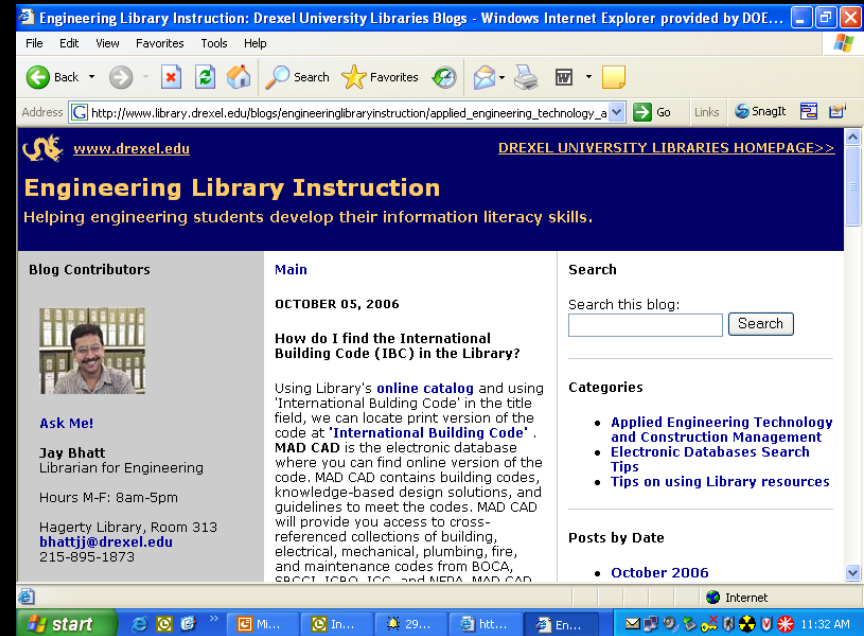 Engineering Library Instruction: Drexel University Libraries Blogs - Windows Internet Explorer provided by DOE...
File Edit View Favorites Tools Help
Back Search Favorites
Address http://www.library.drexel.edu/blogs/engineeringlibraryinstruction/applied_engineering_technology_a Go Links SnagIt
www.drexel.edu DREXEL UNIVERSITY LIBRARIES HOMEPAGE>>
Engineering Library Instruction
Helping engineering students develop their information literacy skills.
Blog Contributors
Ask Me!
Jay Bhatt
Librarian for Engineering
Hours M-F: 8am-5pm
Hagerty Library, Room 313
bhattjj@drexel.edu
215-895-1873
Main
OCTOBER 05, 2006
How do I find the International
Building Code (IBC) in the Library?
Using Library's online catalog and using
'International Bulding Code' in the title
field, we can locate print version of the
code at 'International Building Code' .
MAD CAD is the electronic database
where you can find online version of the
code. MAD CAD contains building codes,
knowledge-based design solutions, and
guidelines to meet the codes. MAD CAD
will provide you access to cross-
referenced collections of building,
electrical, mechanical, plumbing, fire,
and maintenance codes from BOCA,
SBCCI, ICBO, ICC, and NFPA. MAD CAD
Search
Search this blog:
Search
Categories
• Applied Engineering Technology
and Construction Management
• Electronic Databases Search
Tips
• Tips on using Library resources
Posts by Date
• October 2006
Internet
start Mi... In... 29... htt... En... 11:32 AM